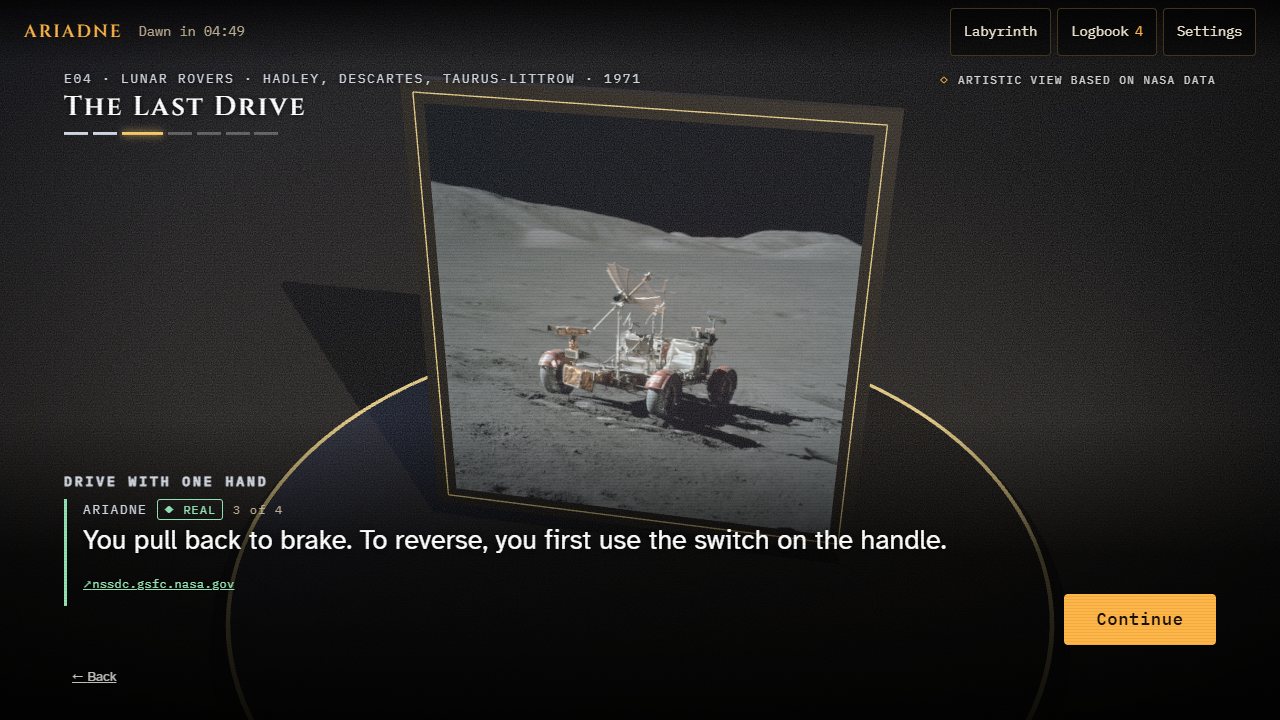 ARIADNE Dawn in 04:49
Labyrinth
Logbook 4
Settings
E04 · LUNAR ROVERS · HADLEY, DESCARTES, TAURUS-LITTROW · 1971
◇ ARTISTIC VIEW BASED ON NASA DATA
The Last Drive
DRIVE WITH ONE HAND
ARIADNE ◆ REAL 3 of 4
You pull back to brake. To reverse, you first use the switch on the handle.
↗nssdc.gsfc.nasa.gov
Continue
← Back